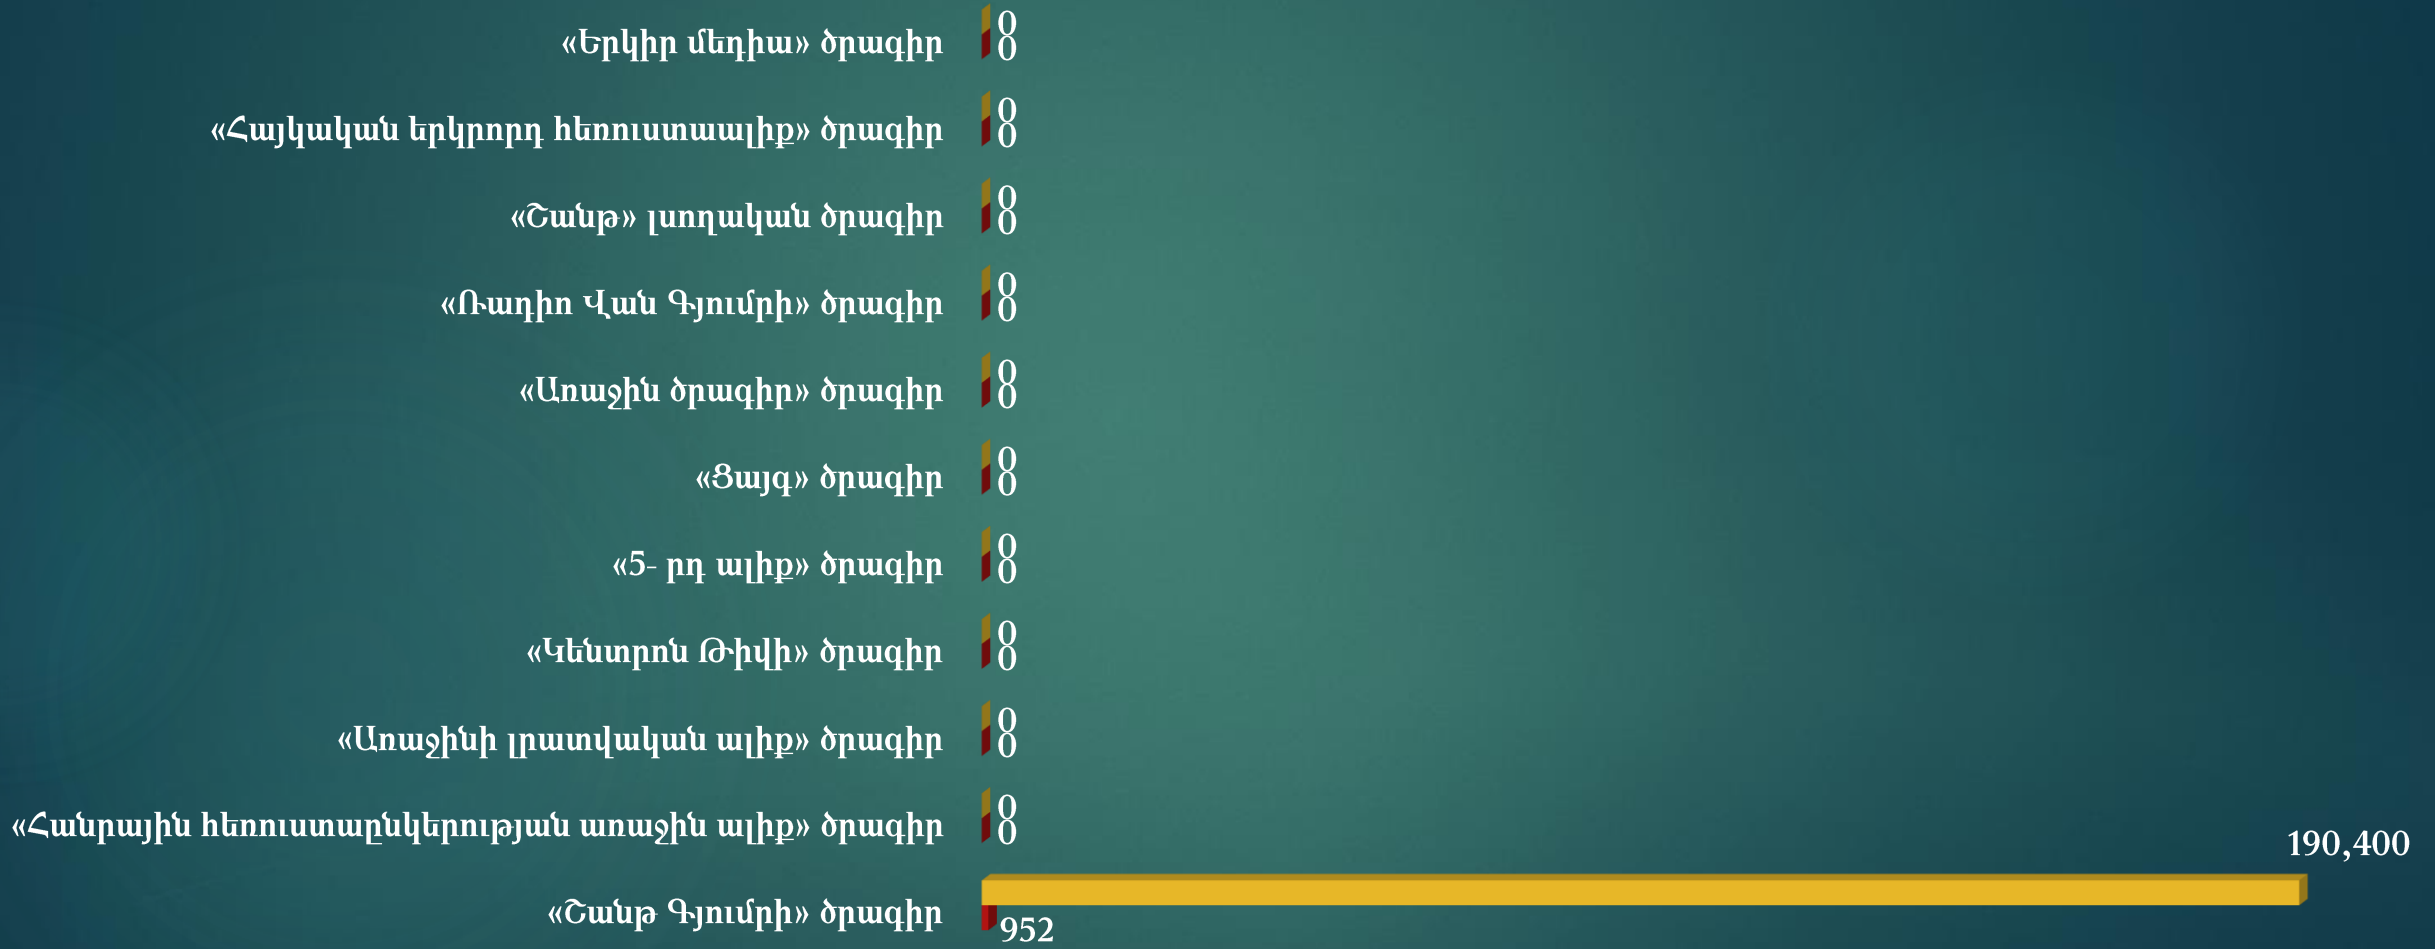 «Երկիր մեդիա» ծրագիր
0
0
«Հայկական երկրորդ հեռուստաալիք» ծրագիր
0
0
«Շանթ» լսողական ծրագիր
0
0
«Ռադիո Վան Գյումրի» ծրագիր
0
0
«Առաջին ծրագիր» ծրագիր
0
0
«Ցայգ» ծրագիր
0
0
«5- րդ ալիք» ծրագիր
0
0
«Կենտրոն Թիվի» ծրագիր
0
0
«Առաջինի լրատվական ալիք» ծրագիր
0
0
«Հանրային հեռուստաընկերության առաջին ալիք» ծրագիր
0
0
190,400
«Շանթ Գյումրի» ծրագիր
952